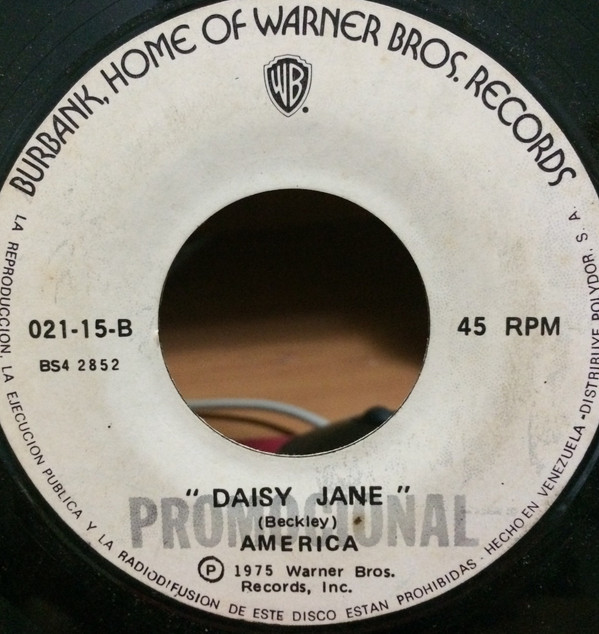 BURBANK, HOME OF WARNER BROS. RECORDS
WB
021-15-B
45 RPM
BS4 2852
" DAISY JANE "
PROMOCIONAL
(Beckley)
AMERICA
Ⓟ 1975 Warner Bros.
Records, Inc.
LA REPRODUCCION, LA EJECUCION PUBLICA Y LA RADIODIFUSION DE ESTE DISCO ESTAN PROHIBIDAS - HECHO EN VENEZUELA - DISTRIBUYE POLYDOR, S. A.